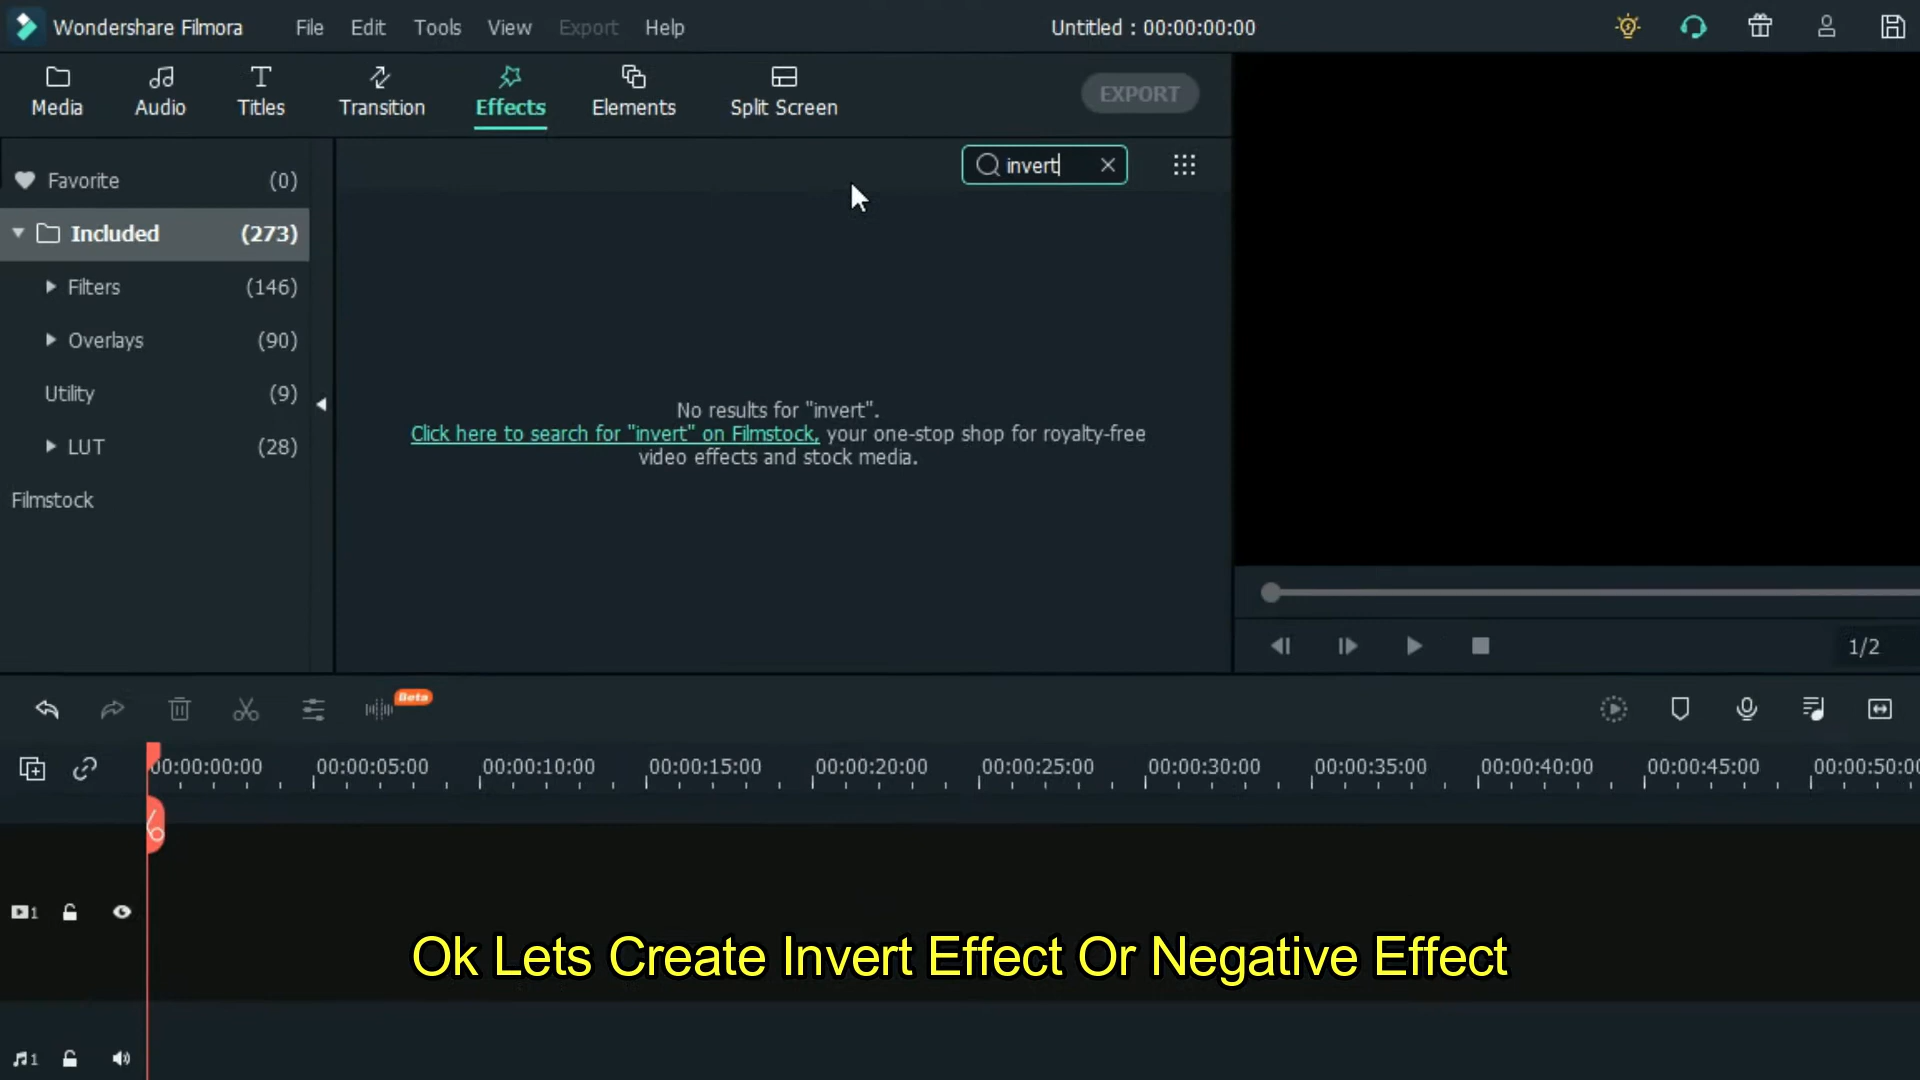 Wondershare Filmora File Edit Tools View Export Help Untitled : 00:00:00:00
Media Audio Titles Transition Effects Elements Split Screen EXPORT
invert
Favorite (0)
Included (273)
Filters (146)
Overlays (90)
Utility (9)
LUT (28)
Filmstock
No results for "invert".
Click here to search for "invert" on Filmstock, your one-stop shop for royalty-free
video effects and stock media.
1/2
Beta
00:00:00:00 00:00:05:00 00:00:10:00 00:00:15:00 00:00:20:00 00:00:25:00 00:00:30:00 00:00:35:00 00:00:40:00 00:00:45:00 00:00:50:00
1
Ok Lets Create Invert Effect Or Negative Effect
1